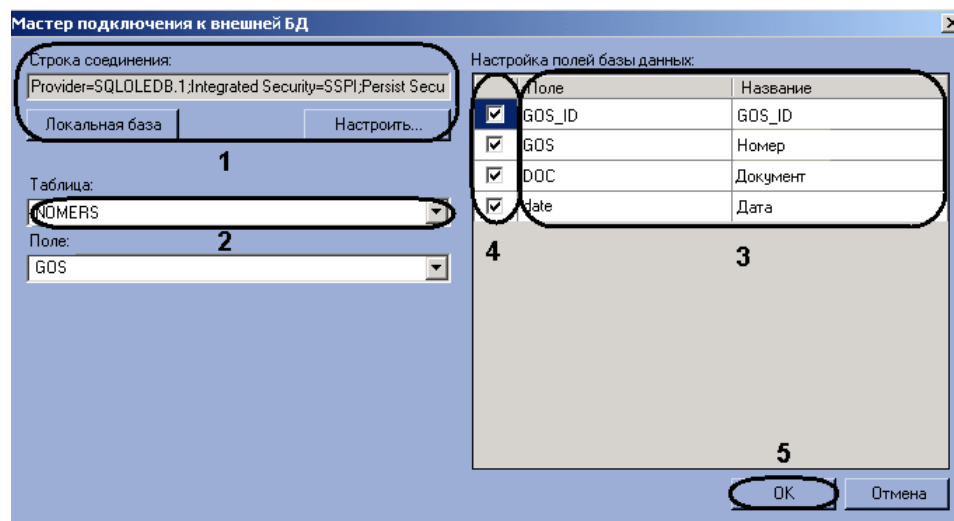 Мастер подключения к внешней БД
Строка соединения:
Provider=SQLOLEDB.1;Integrated Security=SSPI;Persist Secu
Локальная база
Настроить...
1
Таблица:
NOMERS
2
Поле:
GOS
Настройка полей базы данных:
Поле Название
GOS_ID GOS_ID
GOS Номер
DOC Документ
date Дата
4
3
5
OK
Отмена